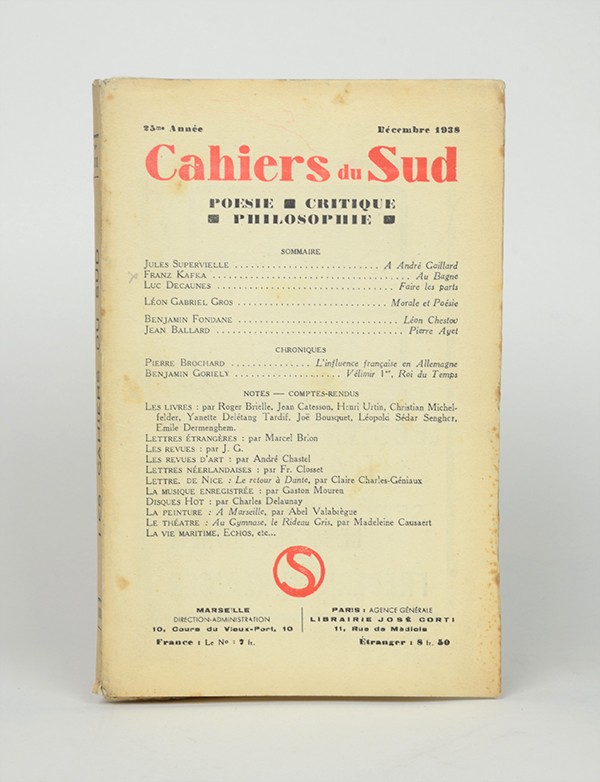 25me Année Décembre 1938
Cahiers du Sud
POESIE ■ CRITIQUE
■ PHILOSOPHIE ■
SOMMAIRE
JULES SUPERVIELLE . . . . . . . . . . . . . . . . . . . . . . . . . A André Gaillard
FRANZ KAFKA . . . . . . . . . . . . . . . . . . . . . . . . . . . . . . . . Au Bagne
LUC DECAUNES . . . . . . . . . . . . . . . . . . . . . . . . . . . . Faire les parts
LÉON GABRIEL GROS . . . . . . . . . . . . . . . . . . . . . . . Morale et Poésie
BENJAMIN FONDANE . . . . . . . . . . . . . . . . . . . . . . . . . Léon Chestov
JEAN BALLARD . . . . . . . . . . . . . . . . . . . . . . . . . . . . . . . Pierre Ayet
CHRONIQUES
PIERRE BROCHARD . . . . . . . . . . . . . L'influence française en Allemagne
BENJAMIN GORIELY . . . . . . . . . . . . . . . . . Vélimir 1er, Roi du Temps
NOTES — COMPTES-RENDUS
LES LIVRES : par Roger Brielle, Jean Catesson, Henri Urtin, Christian Michel-
felder, Yanette Delétang Tardif, Joë Bousquet, Léopold Sédar Senghor,
Emile Dermenghem.
LETTRES ÉTRANGÈRES : par Marcel Brion
LES REVUES : par J. G.
LES REVUES D'ART : par André Chastel
LETTRES NÉERLANDAISES : par Fr. Closset
LETTRE. DE NICE : Le retour à Dante, par Claire Charles-Géniaux
LA MUSIQUE ENREGISTRÉE : par Gaston Mouren
DISQUES HOT : par Charles Delaunay
LA PEINTURE : A Marseille, par Abel Valabrègue
LE THÉATRE : Au Gymnase, le Rideau Gris, par Madeleine Causaert
LA VIE MARITIME, ECHOS, etc...
S
MARSEILLE
DIRECTION-ADMINISTRATION
10, Cours du Vieux-Port, 10
France : Le No : 7 fr.
PARIS : AGENCE GÉNÉRALE
LIBRAIRIE JOSÉ CORTI
11, Rue de Médicis
Étranger : 8 fr. 50